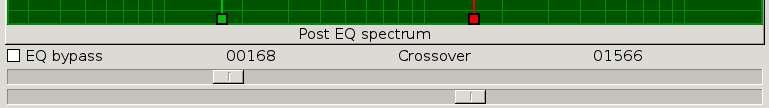 Post EQ spectrum
EQ bypass 00168 Crossover 01566